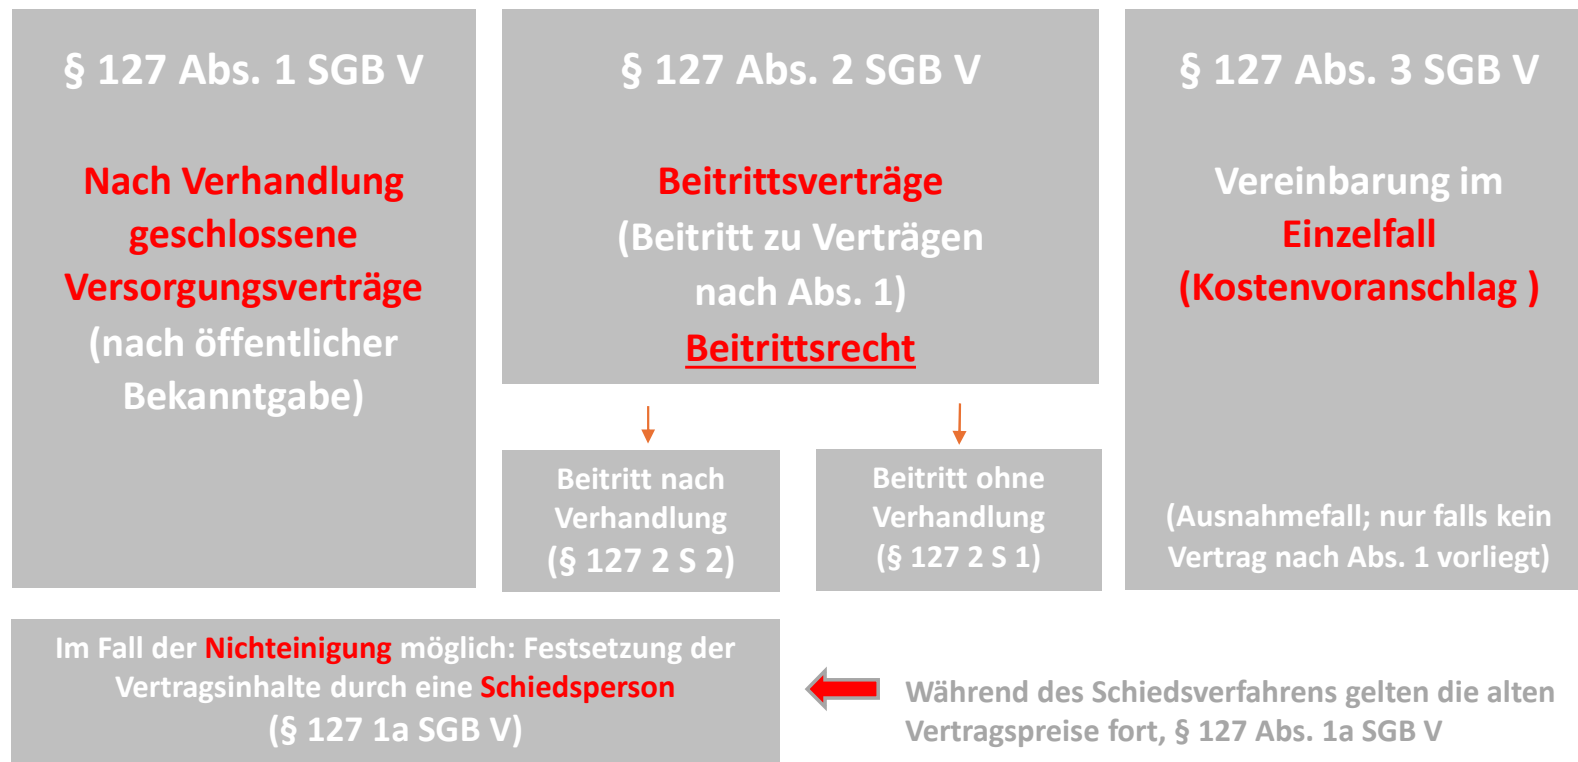 § 127 Abs. 1 SGB V
Nach Verhandlung
geschlossene
Versorgungsverträge
(nach öffentlicher
Bekanntgabe)
§ 127 Abs. 2 SGB V
Beitrittsverträge
(Beitritt zu Verträgen
nach Abs. 1)
Beitrittsrecht
Beitritt nach
Verhandlung
(§ 127 2 S 2)
Beitritt ohne
Verhandlung
(§ 127 2 S 1)
§ 127 Abs. 3 SGB V
Vereinbarung im
Einzelfall
(Kostenvoranschlag )
(Ausnahmefall; nur falls kein
Vertrag nach Abs. 1 vorliegt)
Im Fall der Nichteinigung möglich: Festsetzung der
Vertragsinhalte durch eine Schiedsperson
(§ 127 1a SGB V)
Während des Schiedsverfahrens gelten die alten
Vertragspreise fort, § 127 Abs. 1a SGB V